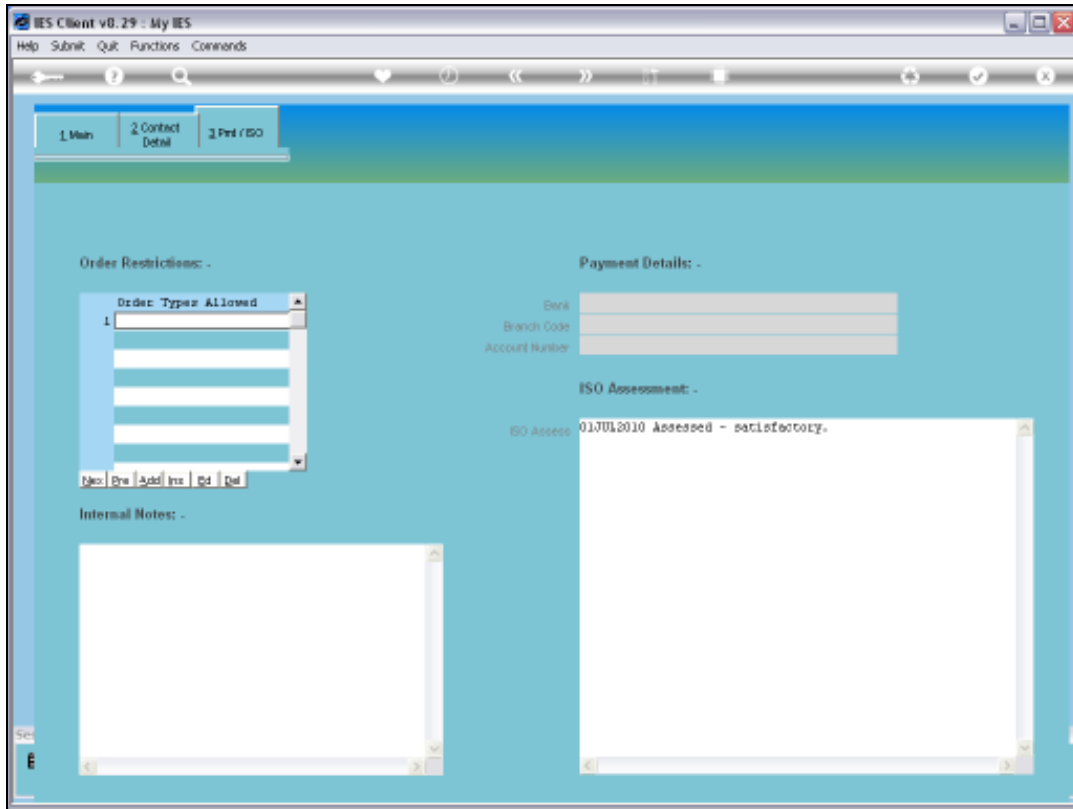 IES Client v8.29 : My IES
Help Submit Quit Functions Commands
1 Main
2 Contact
Detail
3 Pmt / ISO
Order Restrictions: -
Order Types Allowed
1
Nex Pre Add Ins Ed Del
Internal Notes: -
Payment Details: -
Bank
Branch Code
Account Number
ISO Assessment: -
ISO Assess
01JUL2010 Assessed - satisfactory.